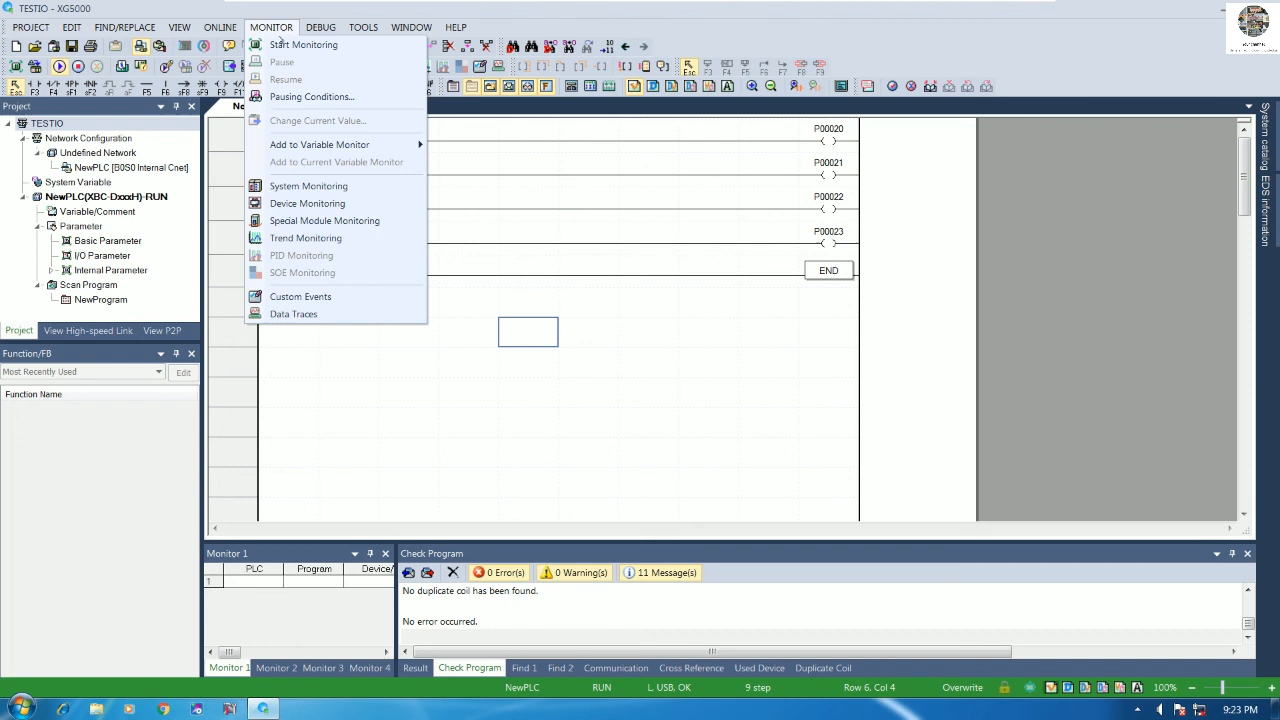 TESTIO - XG5000
PROJECT EDIT FIND/REPLACE VIEW ONLINE MONITOR DEBUG TOOLS WINDOW HELP
Start Monitoring
Pause
Resume
Pausing Conditions...
Change Current Value...
Add to Variable Monitor
Add to Current Variable Monitor
System Monitoring
Device Monitoring
Special Module Monitoring
Trend Monitoring
PID Monitoring
SOE Monitoring
Custom Events
Data Traces
Project
TESTIO
Network Configuration
Undefined Network
NewPLC [B0S0 Internal Cnet]
System Variable
NewPLC(XBC-DxxxH)-RUN
Variable/Comment
Parameter
Basic Parameter
I/O Parameter
Internal Parameter
Scan Program
NewProgram
Project View High-speed Link View P2P
Function/FB
Most Recently Used Edit
Function Name
P00020
P00021
P00022
P00023
END
System catalog
EDS information
Monitor 1
PLC Program Device/
1
Monitor 1 Monitor 2 Monitor 3 Monitor 4
Check Program
0 Error(s) 0 Warning(s) 11 Message(s)
No duplicate coil has been found.
No error occurred.
Result Check Program Find 1 Find 2 Communication Cross Reference Used Device Duplicate Coil
NewPLC RUN L, USB, OK 9 step Row 6, Col 4 Overwrite 100%
9:23 PM